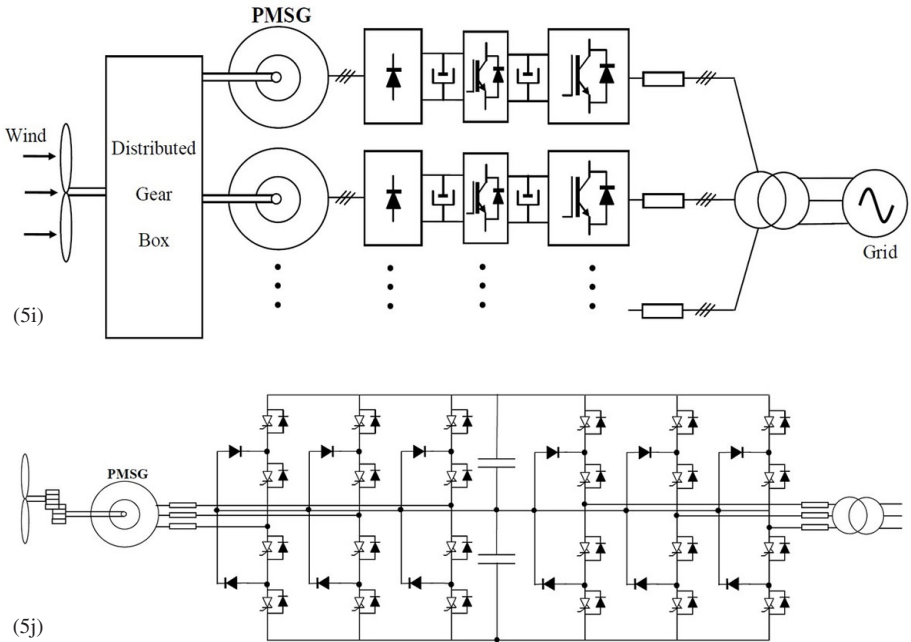 PMSG
Wind
Distributed
Gear
Box
Grid
(5i)
PMSG
(5j)